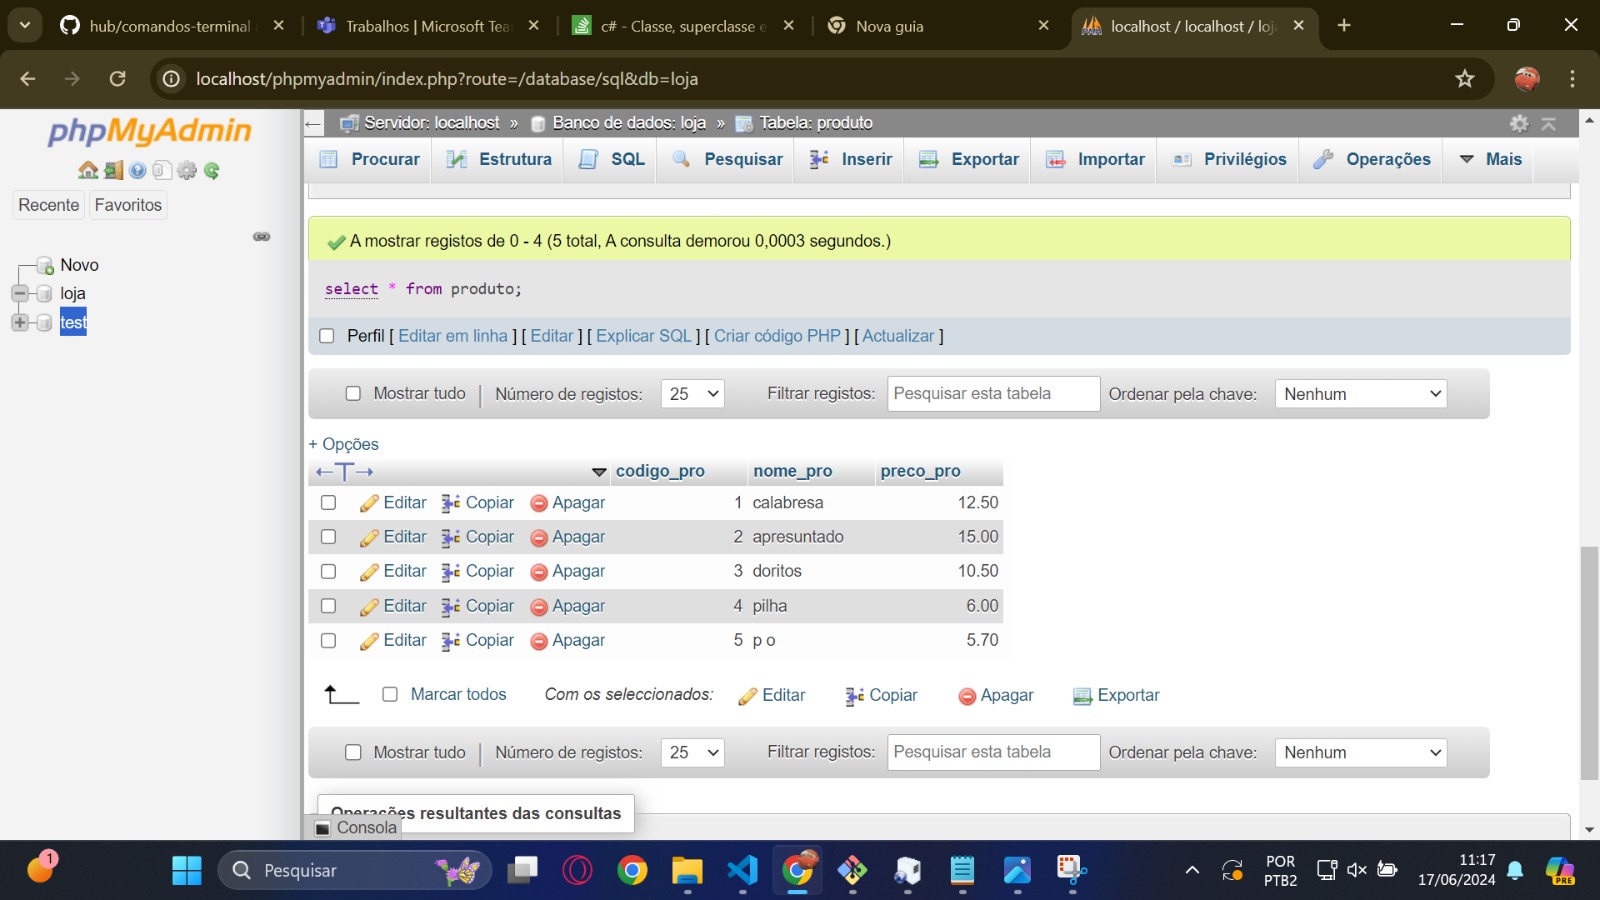 hub/comandos-terminal
Trabalhos | Microsoft Tea
c# - Classe, superclasse e
Nova guia
localhost / localhost / loj
localhost/phpmyadmin/index.php?route=/database/sql&db=loja
phpMyAdmin
Recente
Favoritos
Novo
loja
test
Servidor: localhost » Banco de dados: loja » Tabela: produto
Procurar
Estrutura
SQL
Pesquisar
Inserir
Exportar
Importar
Privilégios
Operações
Mais
A mostrar registos de 0 - 4 (5 total, A consulta demorou 0,0003 segundos.)
select * from produto;
Perfil [ Editar em linha ] [ Editar ] [ Explicar SQL ] [ Criar código PHP ] [ Actualizar ]
Mostrar tudo | Número de registos: 25 Filtrar registos: Pesquisar esta tabela Ordenar pela chave: Nenhum
+ Opções
←T→ codigo_pro nome_pro preco_pro
Editar Copiar Apagar 1 calabresa 12.50
Editar Copiar Apagar 2 apresuntado 15.00
Editar Copiar Apagar 3 doritos 10.50
Editar Copiar Apagar 4 pilha 6.00
Editar Copiar Apagar 5 p o 5.70
Marcar todos Com os seleccionados: Editar Copiar Apagar Exportar
Mostrar tudo | Número de registos: 25 Filtrar registos: Pesquisar esta tabela Ordenar pela chave: Nenhum
Operações resultantes das consultas
Consola
1
Pesquisar
POR
PTB2
11:17
17/06/2024
PRE